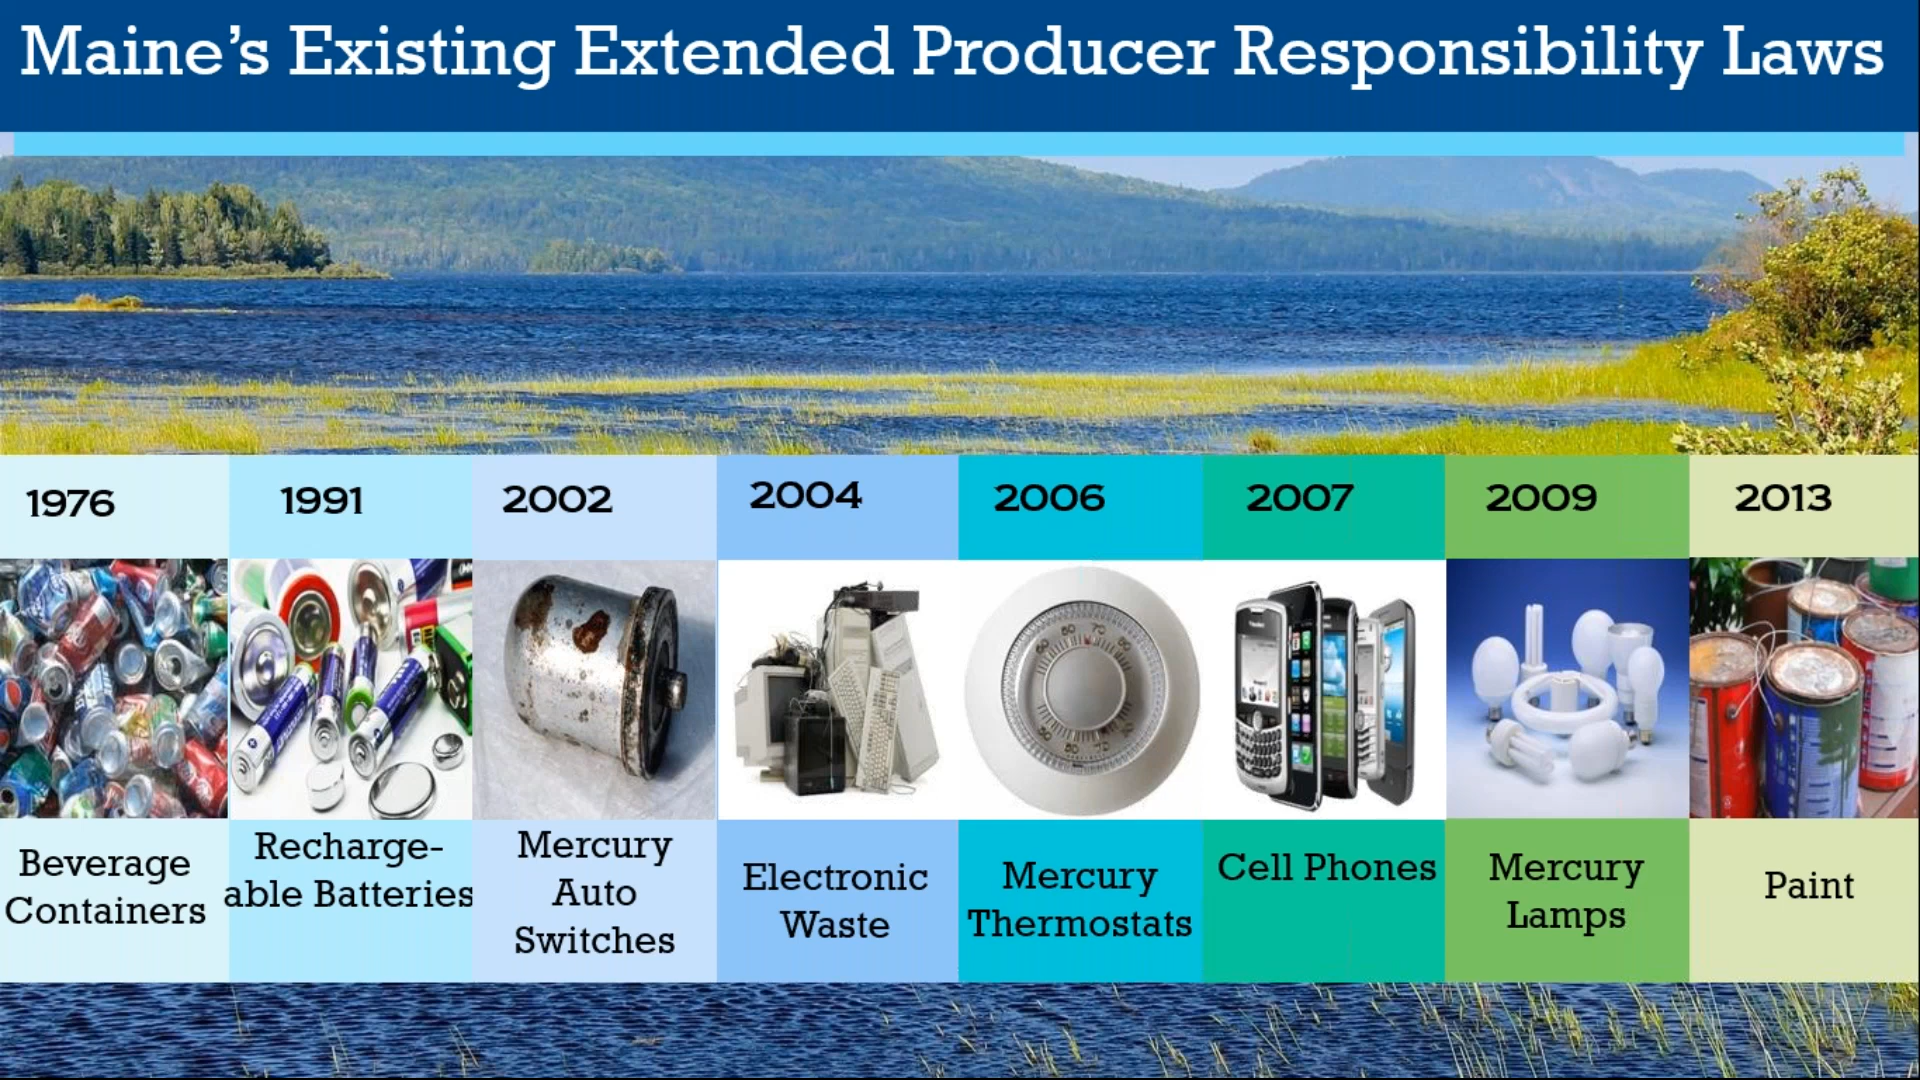 Maine's Existing Extended Producer Responsibility Laws
1976
1991
2002
2004
2006
2007
2009
2013
Beverage
Containers
Recharge-
able Batteries
Mercury
Auto
Switches
Electronic
Waste
Mercury
Thermostats
Cell Phones
Mercury
Lamps
Paint